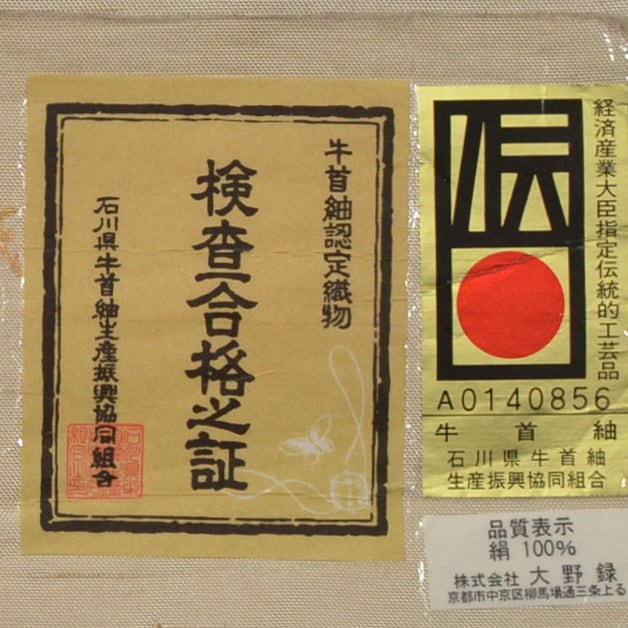 牛首紬認定織物
検査合格之証
石川県牛首紬生産振興協同組合
伝
経済産業大臣指定伝統的工芸品
A0140856
牛首紬
石川県牛首紬
生産振興協同組合
品質表示
絹 100%
株式会社 大野録
京都市中京区柳馬場通三条上る